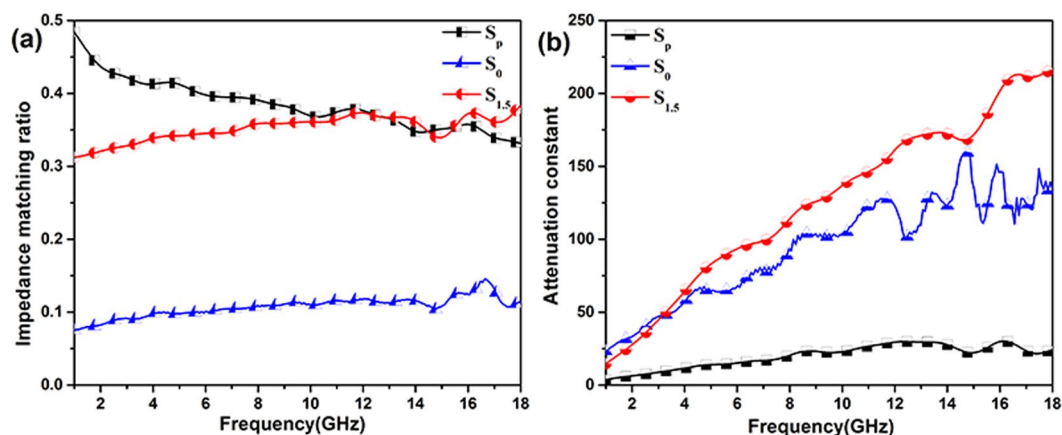 (a)
Impedance matching ratio
0.5
0.4
0.3
0.2
0.1
0.0
S_p
S_0
S_1.5
2 4 6 8 10 12 14 16 18
Frequency(GHz)
(b)
Attenuation constant
250
200
150
100
50
0
S_p
S_0
S_1.5
2 4 6 8 10 12 14 16 18
Frequency(GHz)